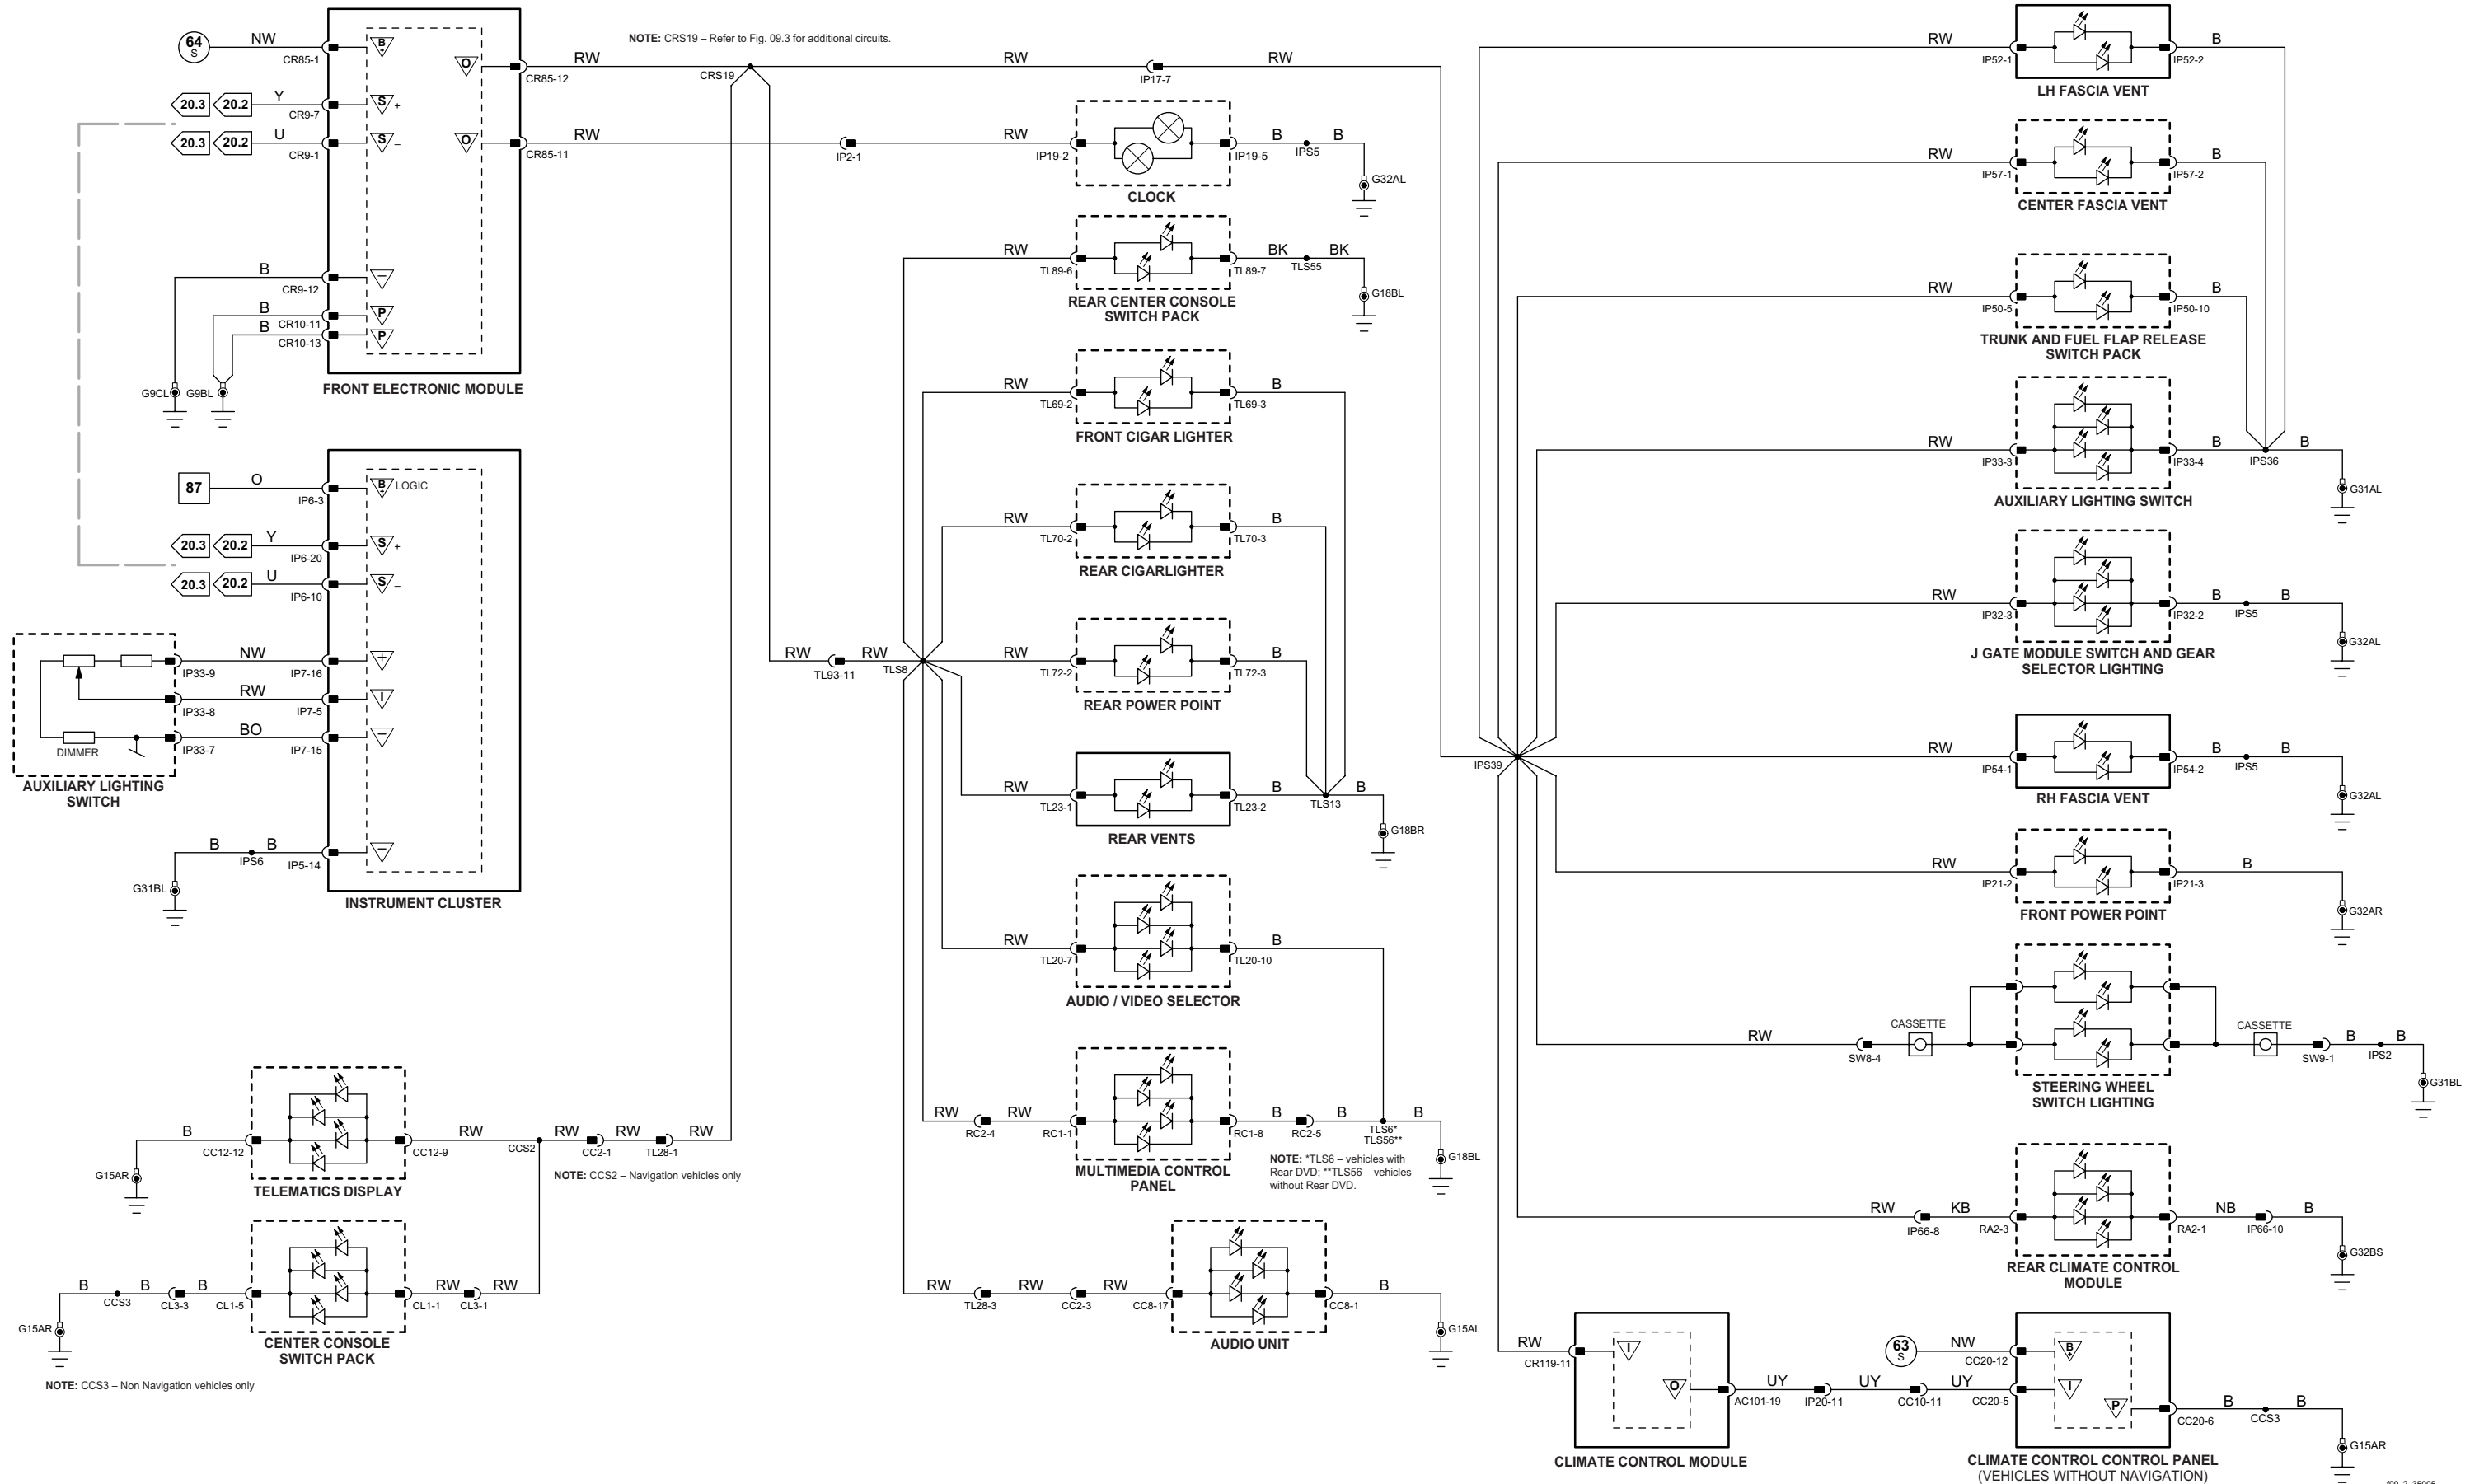 NOTE: CRS19 – Refer to Fig. 09.3 for additional circuits.
64
S
NW
CR85-1
B
+
O
CR85-12
RW
CRS19
RW
IP17-7
RW
20.3
20.2
Y
CR9-7
S
+
20.3
20.2
U
CR9-1
S
–
O
CR85-11
RW
IP2-1
RW
IP19-2
IP19-5
B
IPS5
B
G32AL
CLOCK
B
CR9-12
–
B
CR10-11
P
B
CR10-13
P
G9CL
G9BL
FRONT ELECTRONIC MODULE
87
O
IP6-3
B
+
LOGIC
20.3
20.2
Y
IP6-20
S
+
20.3
20.2
U
IP6-10
S
–
IP33-9
NW
IP7-16
+
IP33-8
RW
IP7-5
I
IP33-7
BO
IP7-15
–
DIMMER
AUXILIARY LIGHTING
SWITCH
B
IPS6
B
IP5-14
–
G31BL
INSTRUMENT CLUSTER
B
CC12-12
CC12-9
RW
CCS2
RW
CC2-1
RW
TL28-1
RW
G15AR
TELEMATICS DISPLAY
NOTE: CCS2 – Navigation vehicles only
B
CCS3
B
CL3-3
B
CL1-5
CL1-1
RW
CL3-1
RW
G15AR
CENTER CONSOLE
SWITCH PACK
NOTE: CCS3 – Non Navigation vehicles only
RW
TL93-11
RW
TLS8
RW
TL89-6
TL89-7
BK
TLS55
BK
G18BL
REAR CENTER CONSOLE
SWITCH PACK
RW
TL69-2
TL69-3
B
FRONT CIGAR LIGHTER
RW
TL70-2
TL70-3
B
REAR CIGARLIGHTER
RW
TL72-2
TL72-3
B
REAR POWER POINT
RW
TL23-1
TL23-2
B
TLS13
B
G18BR
REAR VENTS
RW
TL20-7
TL20-10
B
AUDIO / VIDEO SELECTOR
RW
RC2-4
RW
RC1-1
RC1-8
B
RC2-5
B
TLS6*
TLS56**
B
G18BL
MULTIMEDIA CONTROL
PANEL
NOTE: *TLS6 – vehicles with
Rear DVD; **TLS56 – vehicles
without Rear DVD.
RW
TL28-3
RW
CC2-3
RW
CC8-17
CC8-1
B
G15AL
AUDIO UNIT
IPS39
RW
IP52-1
IP52-2
B
LH FASCIA VENT
RW
IP57-1
IP57-2
B
CENTER FASCIA VENT
RW
IP50-5
IP50-10
B
TRUNK AND FUEL FLAP RELEASE
SWITCH PACK
RW
IP33-3
IP33-4
B
IPS36
B
G31AL
AUXILIARY LIGHTING SWITCH
RW
IP32-3
IP32-2
B
IPS5
B
G32AL
J GATE MODULE SWITCH AND GEAR
SELECTOR LIGHTING
RW
IP54-1
IP54-2
B
IPS5
B
G32AL
RH FASCIA VENT
RW
IP21-2
IP21-3
B
G32AR
FRONT POWER POINT
RW
SW8-4
CASSETTE
CASSETTE
SW9-1
B
IPS2
B
G31BL
STEERING WHEEL
SWITCH LIGHTING
RW
IP66-8
KB
RA2-3
RA2-1
NB
IP66-10
B
G32BS
REAR CLIMATE CONTROL
MODULE
RW
CR119-11
I
O
AC101-19
UY
IP20-11
UY
CC10-11
UY
CC20-5
I
63
S
NW
CC20-12
B
+
P
CC20-6
B
CCS3
B
G15AR
CLIMATE CONTROL MODULE
CLIMATE CONTROL CONTROL PANEL
(VEHICLES WITHOUT NAVIGATION)